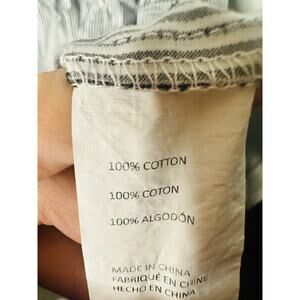 100% COTTON
100% COTON
100% ALGODÓN
MADE IN CHINA
FABRIQUÉ EN CHINE
HECHO EN CHINA